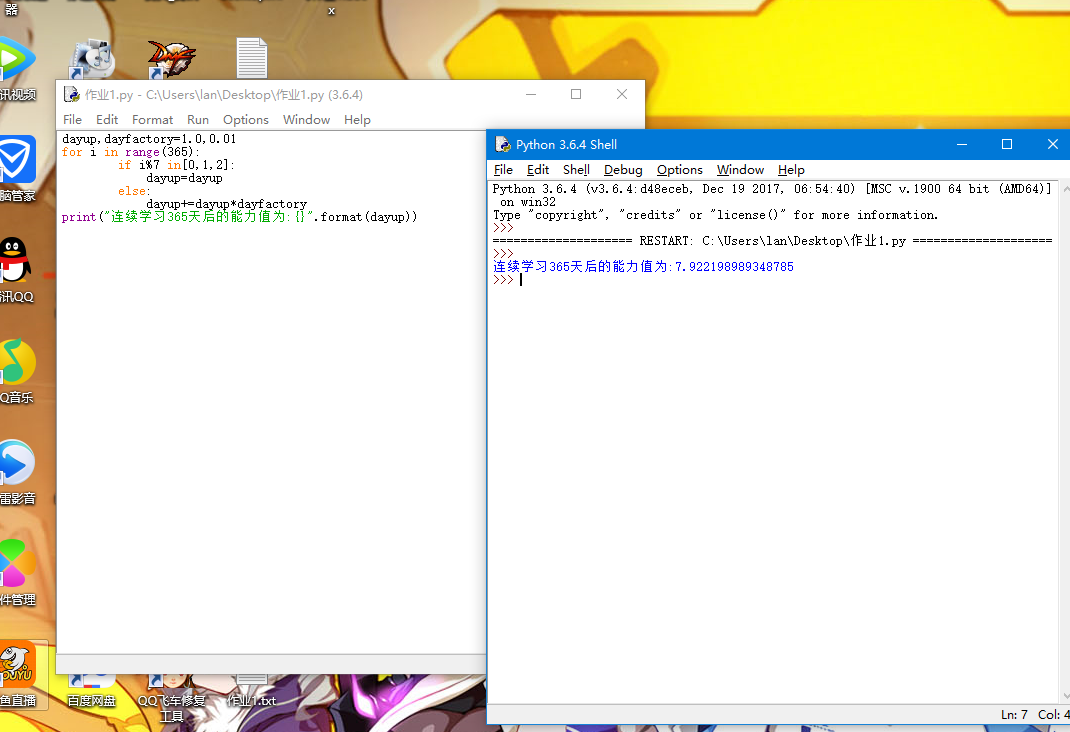 器
x
讯视频
作业1.py - C:\Users\lan\Desktop\作业1.py (3.6.4)
File Edit Format Run Options Window Help
dayup,dayfactory=1.0,0.01
for i in range(365):
if i%7 in[0,1,2]:
dayup=dayup
else:
dayup+=dayup*dayfactory
print("连续学习365天后的能力值为:{}".format(dayup))
Python 3.6.4 Shell
File Edit Shell Debug Options Window Help
Python 3.6.4 (v3.6.4:d48eceb, Dec 19 2017, 06:54:40) [MSC v.1900 64 bit (AMD64)]
on win32
Type "copyright", "credits" or "license()" for more information.
>>>
==================== RESTART: C:\Users\lan\Desktop\作业1.py ====================
>>>
连续学习365天后的能力值为:7.922198989348785
>>>
Ln: 7 Col: 4
脑管家
讯QQ
Q音乐
雷影音
件管理
鱼直播
百度网盘
QQ飞车修复
工具
作业1.txt